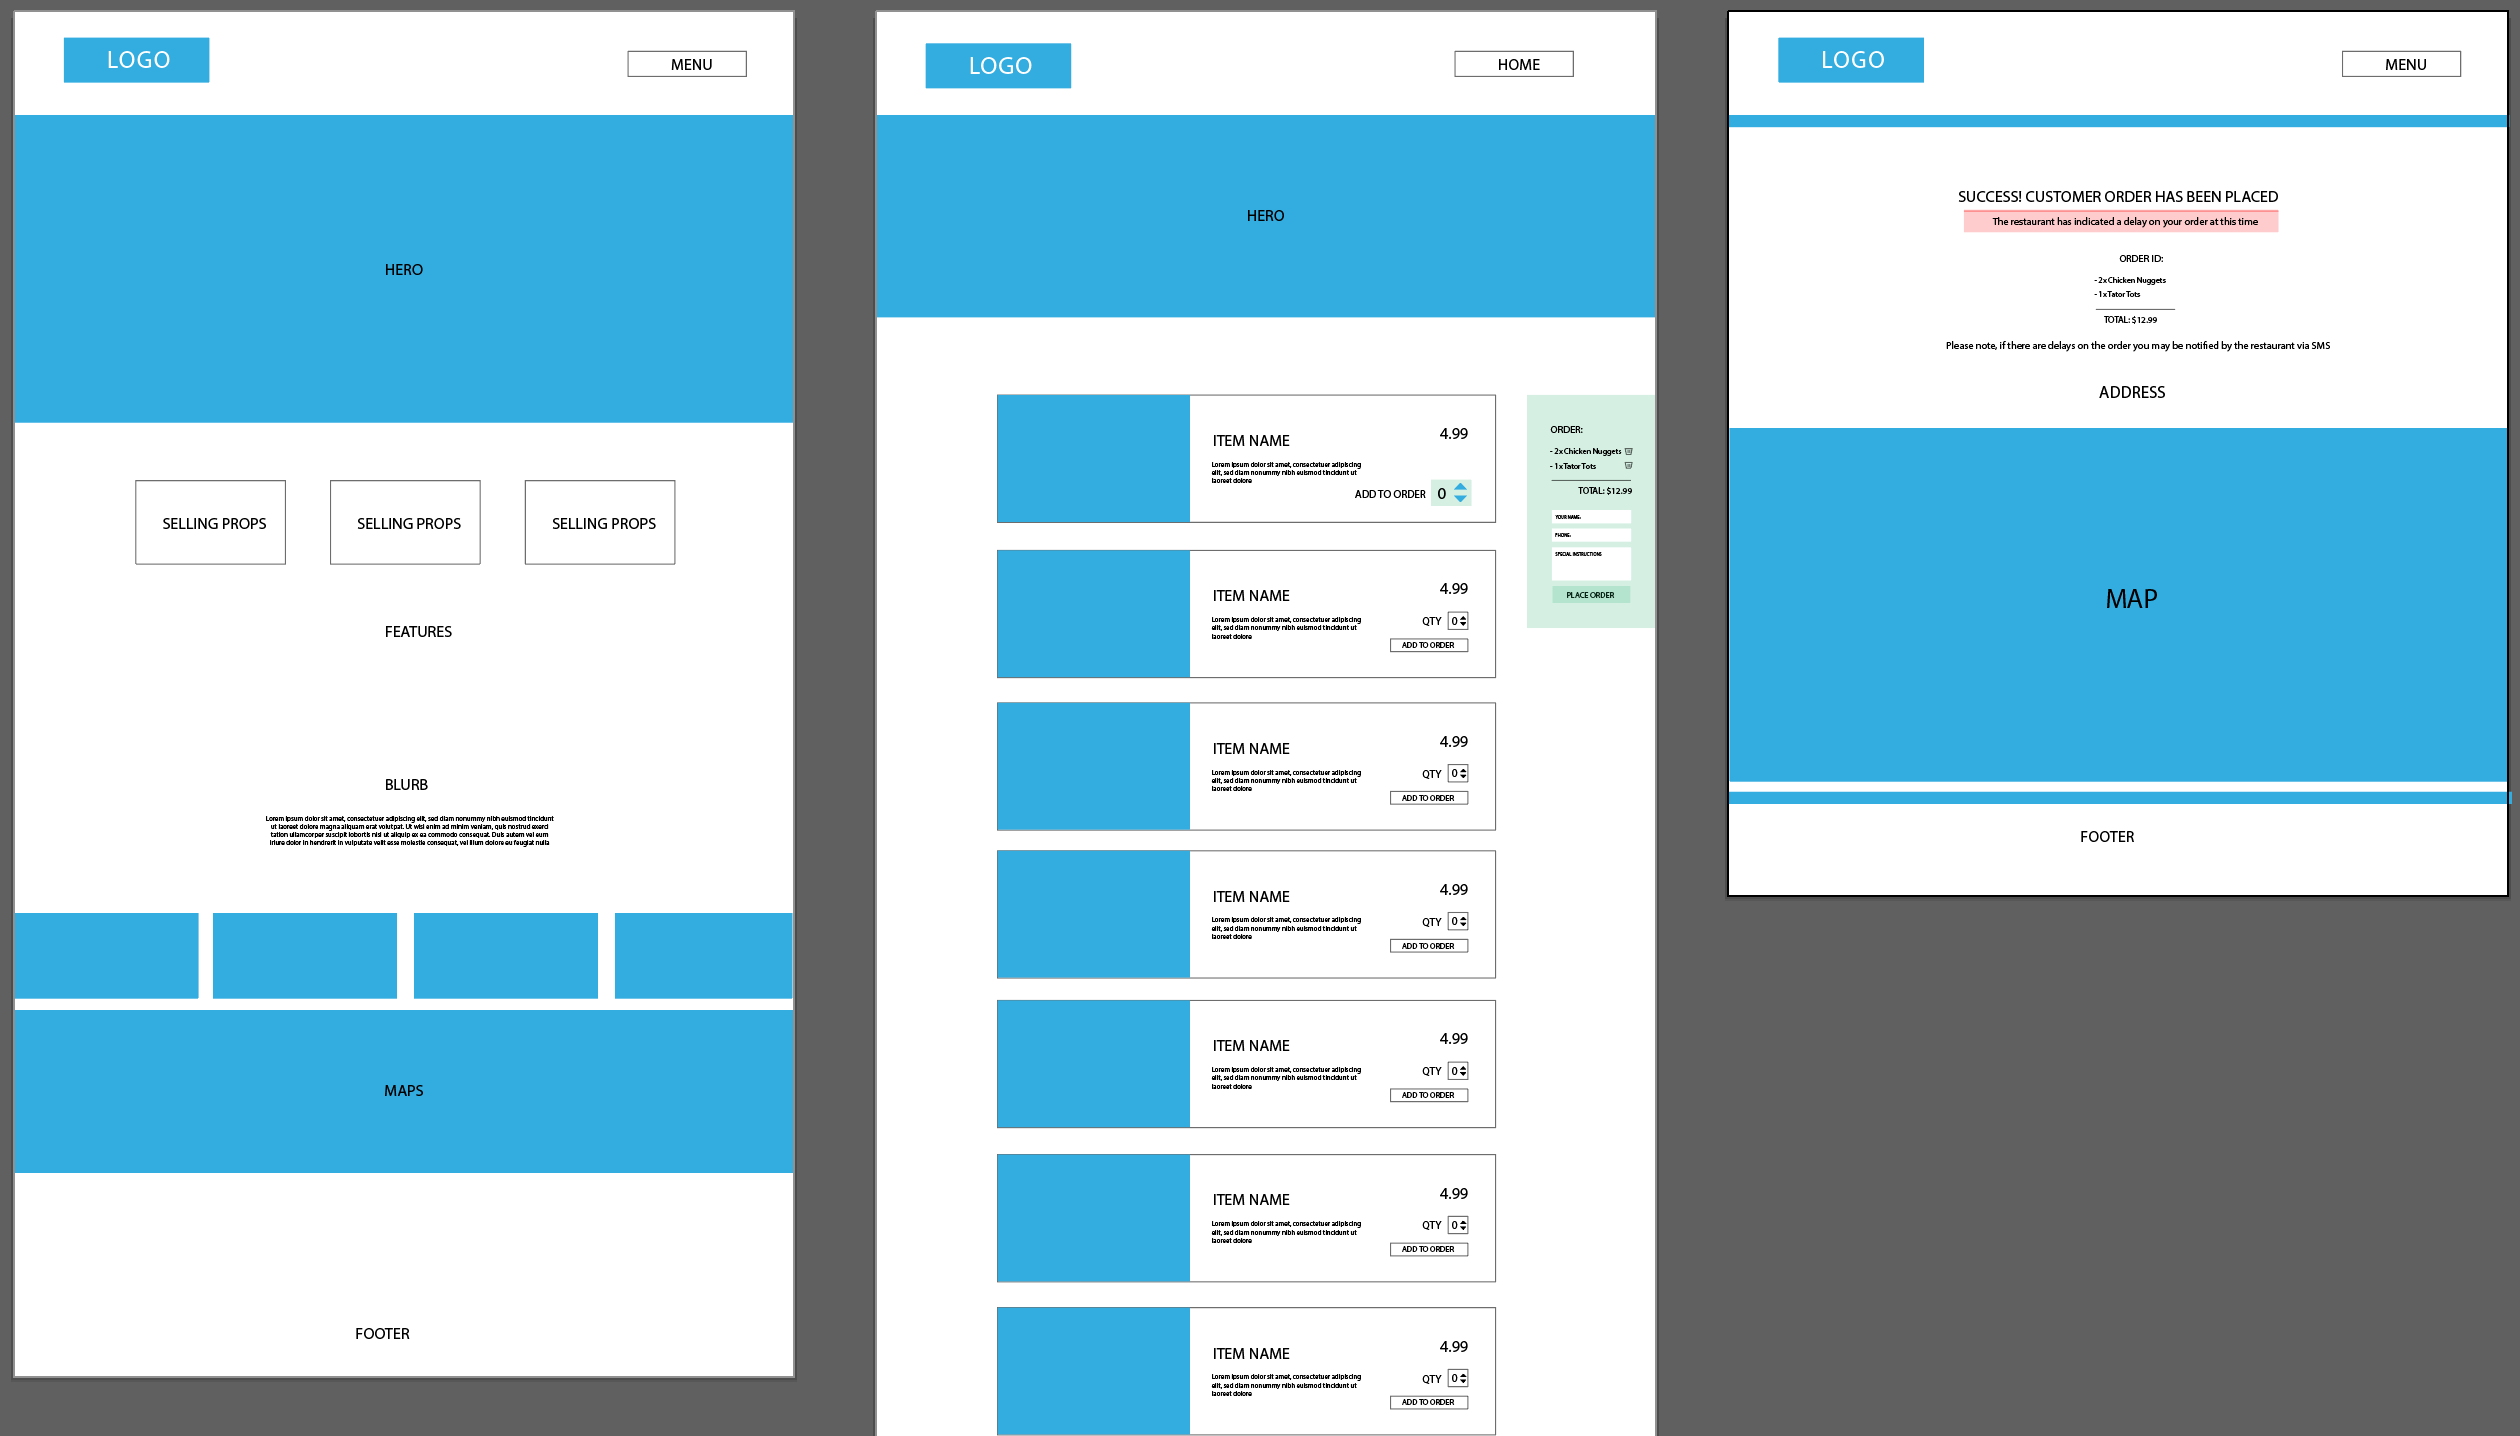 LOGO
MENU
HERO
SELLING PROPS
SELLING PROPS
SELLING PROPS
FEATURES
BLURB
Lorem ipsum dolor sit amet, consectetuer adipiscing elit, sed diam nonummy nibh euismod tincidunt
ut laoreet dolore magna aliquam erat volutpat. Ut wisi enim ad minim veniam, quis nostrud exerci
tation ullamcorper suscipit lobortis nisl ut aliquip ex ea commodo consequat. Duis autem vel eum
iriure dolor in hendrerit in vulputate velit esse molestie consequat, vel illum dolore eu feugiat nulla
MAPS
FOOTER
LOGO
HOME
HERO
ITEM NAME
4.99
Lorem ipsum dolor sit amet, consectetuer adipiscing
elit, sed diam nonummy nibh euismod tincidunt ut
laoreet dolore
ADD TO ORDER 0
ITEM NAME
4.99
Lorem ipsum dolor sit amet, consectetuer adipiscing
elit, sed diam nonummy nibh euismod tincidunt ut
laoreet dolore
QTY 0
ADD TO ORDER
ITEM NAME
4.99
Lorem ipsum dolor sit amet, consectetuer adipiscing
elit, sed diam nonummy nibh euismod tincidunt ut
laoreet dolore
QTY 0
ADD TO ORDER
ITEM NAME
4.99
Lorem ipsum dolor sit amet, consectetuer adipiscing
elit, sed diam nonummy nibh euismod tincidunt ut
laoreet dolore
QTY 0
ADD TO ORDER
ITEM NAME
4.99
Lorem ipsum dolor sit amet, consectetuer adipiscing
elit, sed diam nonummy nibh euismod tincidunt ut
laoreet dolore
QTY 0
ADD TO ORDER
ITEM NAME
4.99
Lorem ipsum dolor sit amet, consectetuer adipiscing
elit, sed diam nonummy nibh euismod tincidunt ut
laoreet dolore
QTY 0
ADD TO ORDER
ITEM NAME
4.99
Lorem ipsum dolor sit amet, consectetuer adipiscing
elit, sed diam nonummy nibh euismod tincidunt ut
laoreet dolore
QTY 0
ADD TO ORDER
ORDER:
- 2x Chicken Nuggets
- 1x Tator Tots
TOTAL: $12.99
YOUR NAME:
PHONE:
SPECIAL INSTRUCTIONS
PLACE ORDER
LOGO
MENU
SUCCESS! CUSTOMER ORDER HAS BEEN PLACED
The restaurant has indicated a delay on your order at this time
ORDER ID:
- 2x Chicken Nuggets
- 1x Tator Tots
TOTAL: $12.99
Please note, if there are delays on the order you may be notified by the restaurant via SMS
ADDRESS
MAP
FOOTER